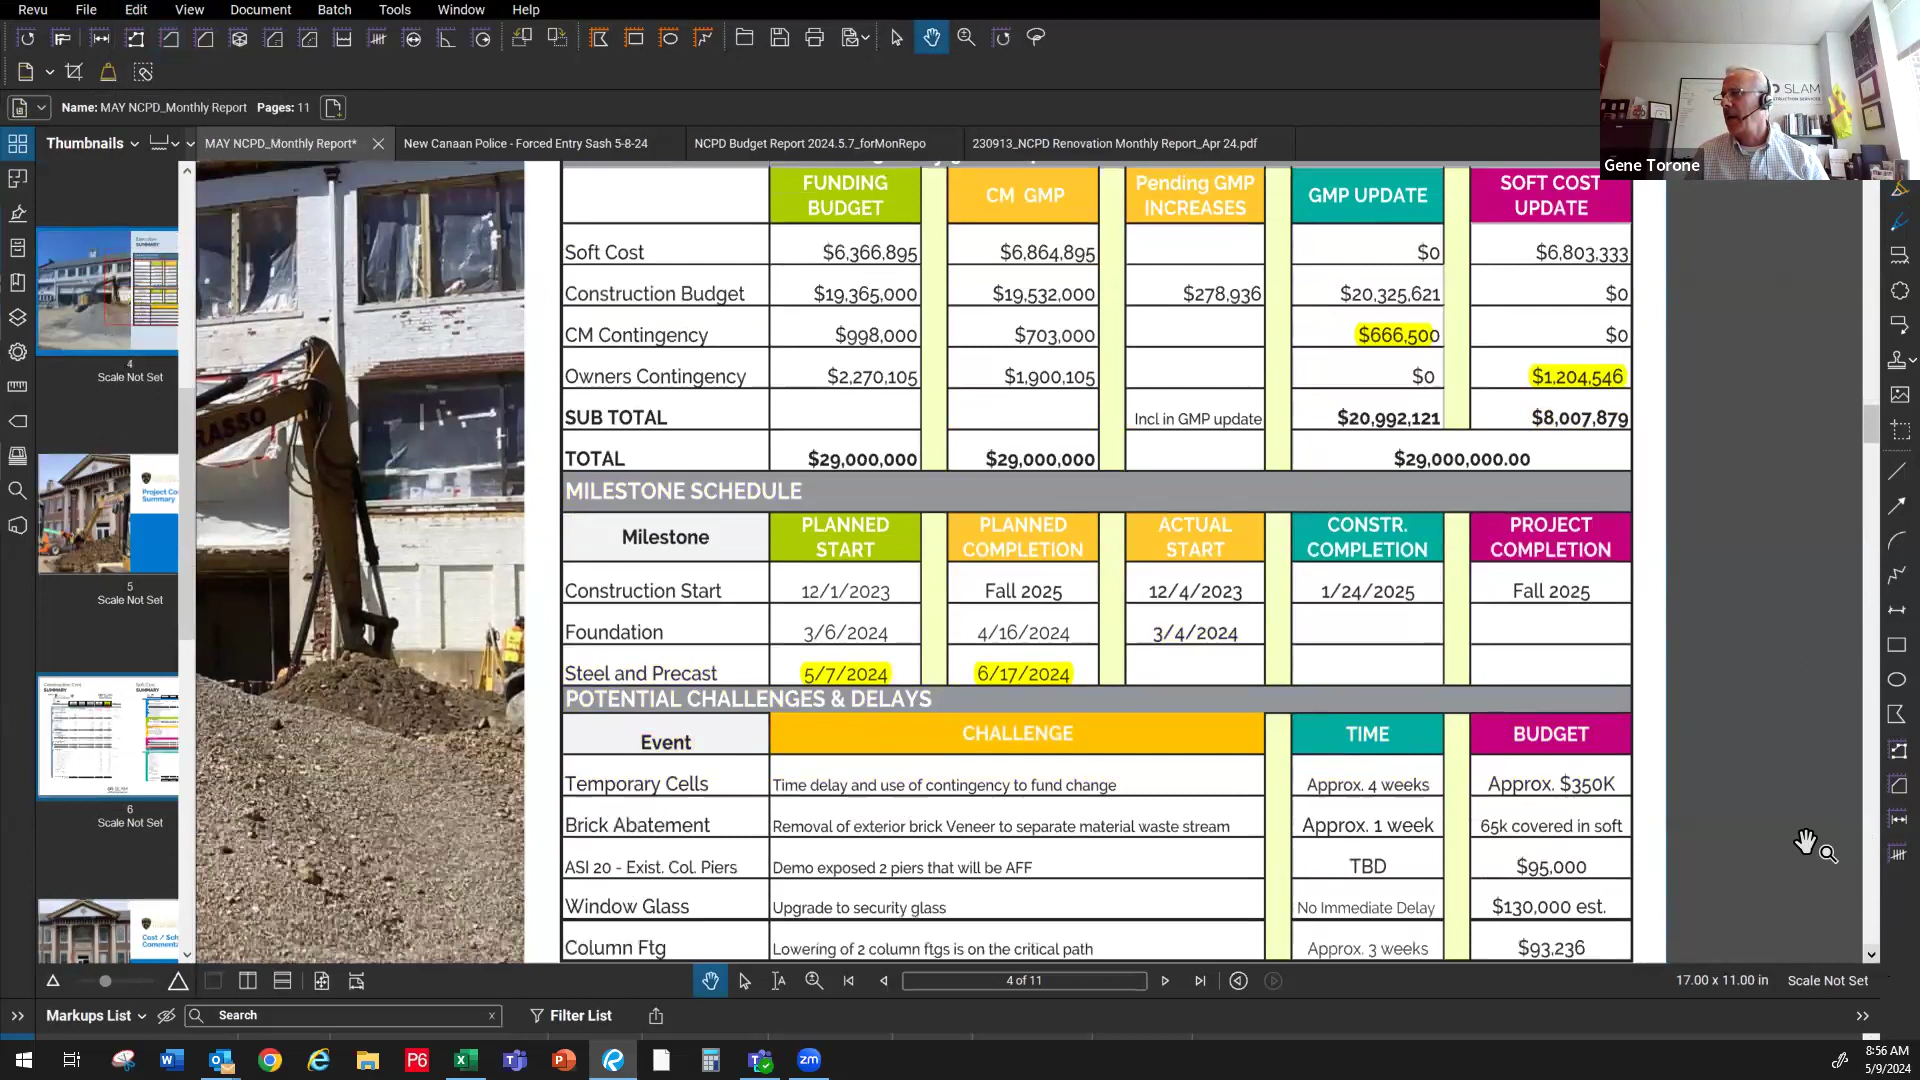 Revu File Edit View Document Batch Tools Window Help
Name: MAY NCPD_Monthly Report Pages: 11
Thumbnails
MAY NCPD_Monthly Report* New Canaan Police - Forced Entry Sash 5-8-24 NCPD Budget Report 2024.5.7_forMonRepo 230913_NCPD Renovation Monthly Report_Apr 24.pdf
SLAM
Gene Torone
FUNDING BUDGET CM GMP Pending GMP INCREASES GMP UPDATE SOFT COST UPDATE
Soft Cost $6,366,895 $6,864,895 $0 $6,803,333
Construction Budget $19,365,000 $19,532,000 $278,936 $20,325,621 $0
CM Contingency $998,000 $703,000 $666,500 $0
Owners Contingency $2,270,105 $1,900,105 $0 $1,204,546
SUB TOTAL Incl in GMP update $20,992,121 $8,007,879
TOTAL $29,000,000 $29,000,000 $29,000,000.00
MILESTONE SCHEDULE
Milestone PLANNED START PLANNED COMPLETION ACTUAL START CONSTR. COMPLETION PROJECT COMPLETION
Construction Start 12/1/2023 Fall 2025 12/4/2023 1/24/2025 Fall 2025
Foundation 3/6/2024 4/16/2024 3/4/2024
Steel and Precast 5/7/2024 6/17/2024
POTENTIAL CHALLENGES & DELAYS
Event CHALLENGE TIME BUDGET
Temporary Cells Time delay and use of contingency to fund change Approx. 4 weeks Approx. $350K
Brick Abatement Removal of exterior brick Veneer to separate material waste stream Approx. 1 week 65k covered in soft
ASI 20 - Exist. Col. Piers Demo exposed 2 piers that will be AFF TBD $95,000
Window Glass Upgrade to security glass No Immediate Delay $130,000 est.
Column Ftg Lowering of 2 column ftgs is on the critical path Approx. 3 weeks $93,236
RASSO
4
Scale Not Set
Project
Summary
5
Scale Not Set
SUMMARY
SLAM
6
Scale Not Set
4 of 11
17.00 x 11.00 in Scale Not Set
Markups List Search x Filter List
P6
zm
8:56 AM
5/9/2024